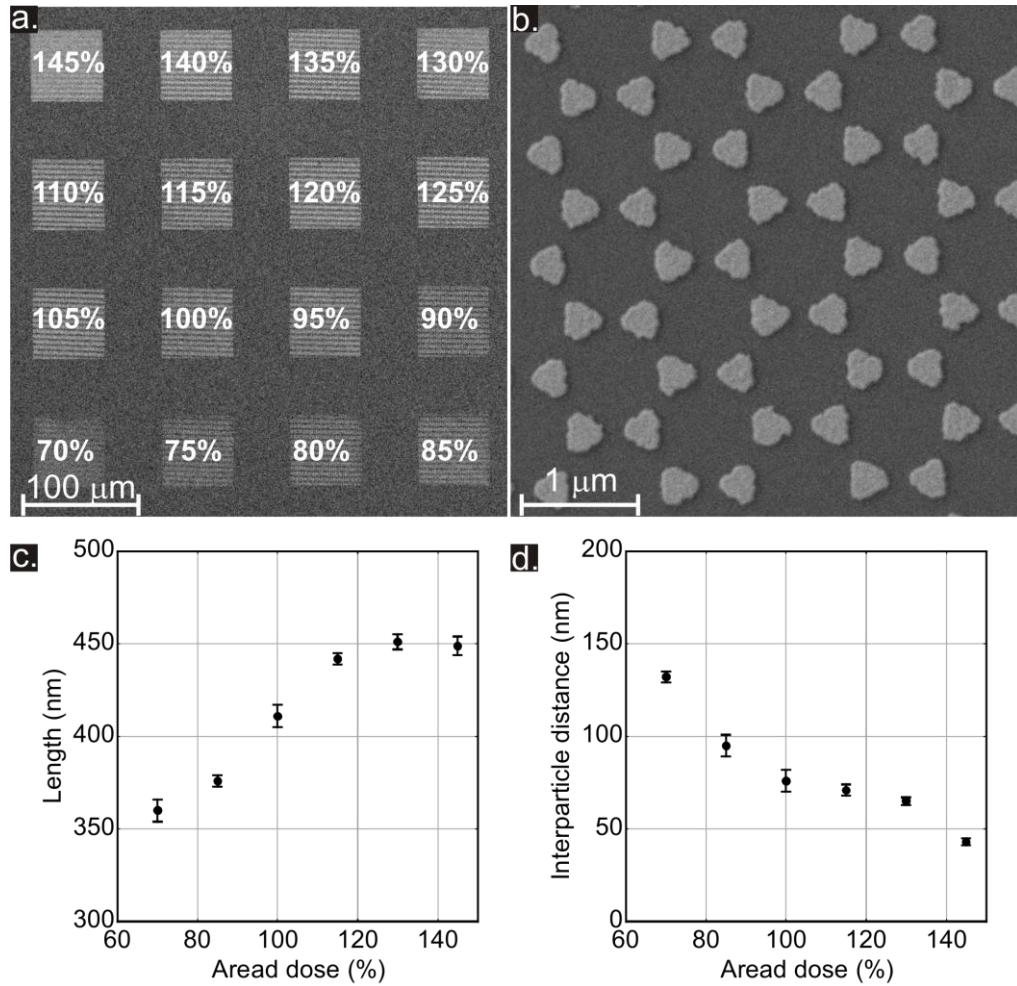 a.
145% 140% 135% 130%
110% 115% 120% 125%
105% 100% 95% 90%
70% 75% 80% 85%
100 μm
b.
1 μm
c.
500
450
400
350
300
Length (nm)
60 80 100 120 140
Aread dose (%)
d.
200
150
100
50
0
Interparticle distance (nm)
60 80 100 120 140
Aread dose (%)